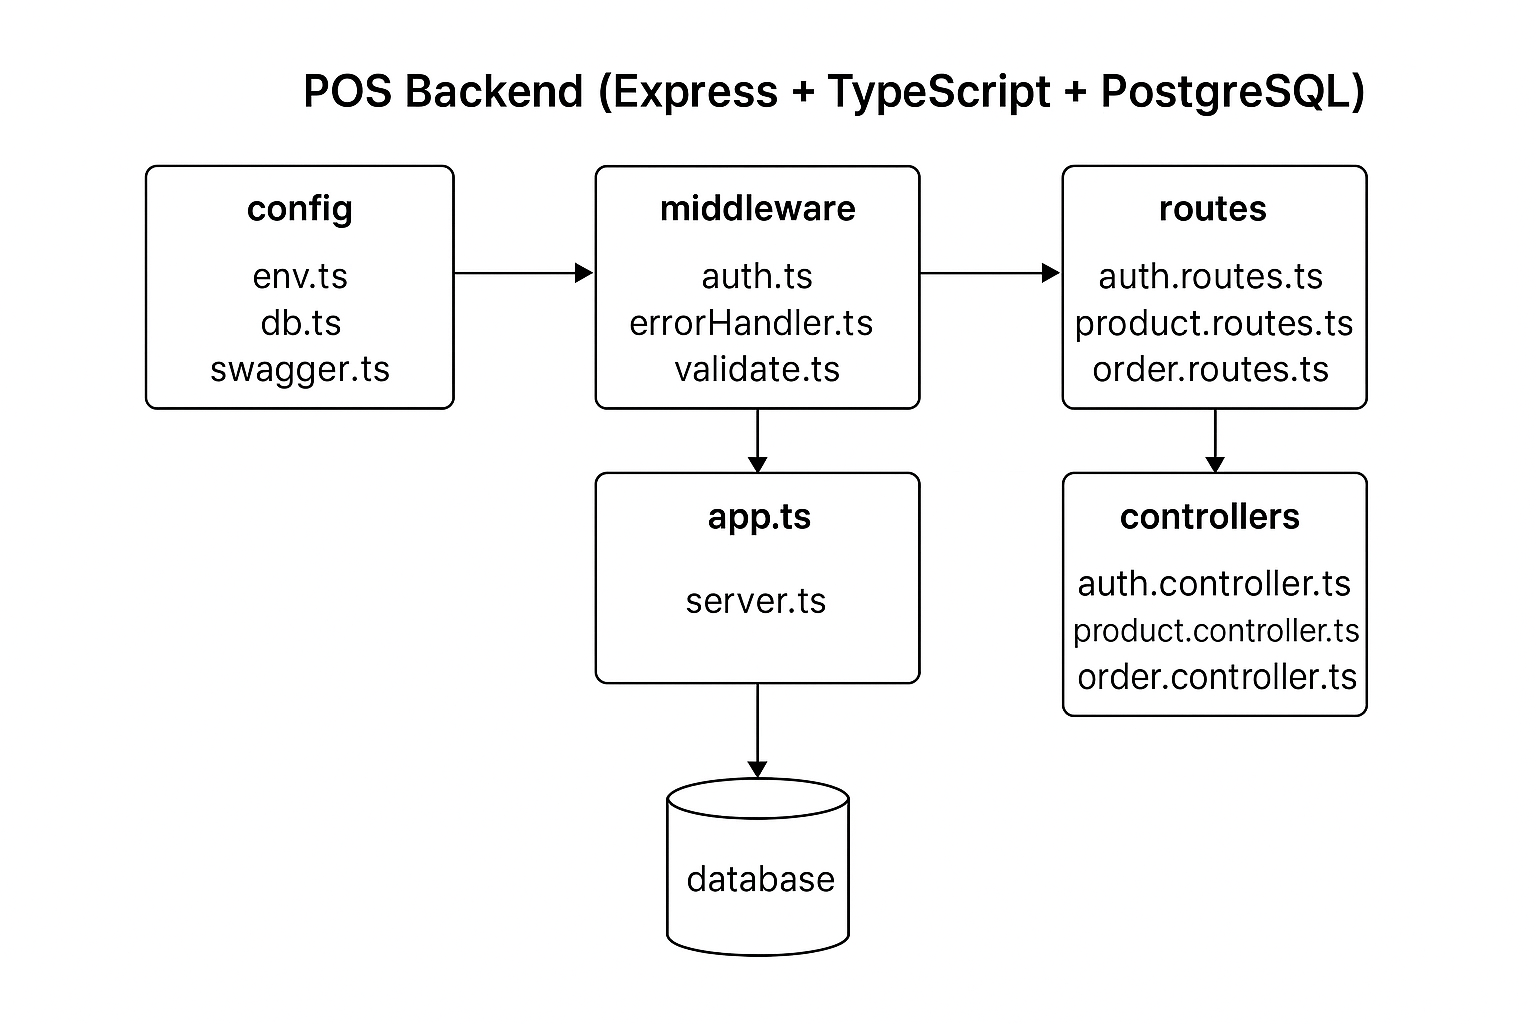 POS Backend (Express + TypeScript + PostgreSQL)
config
env.ts
db.ts
swagger.ts
middleware
auth.ts
errorHandler.ts
validate.ts
routes
auth.routes.ts
product.routes.ts
order.routes.ts
app.ts
server.ts
controllers
auth.controller.ts
product.controller.ts
order.controller.ts
database